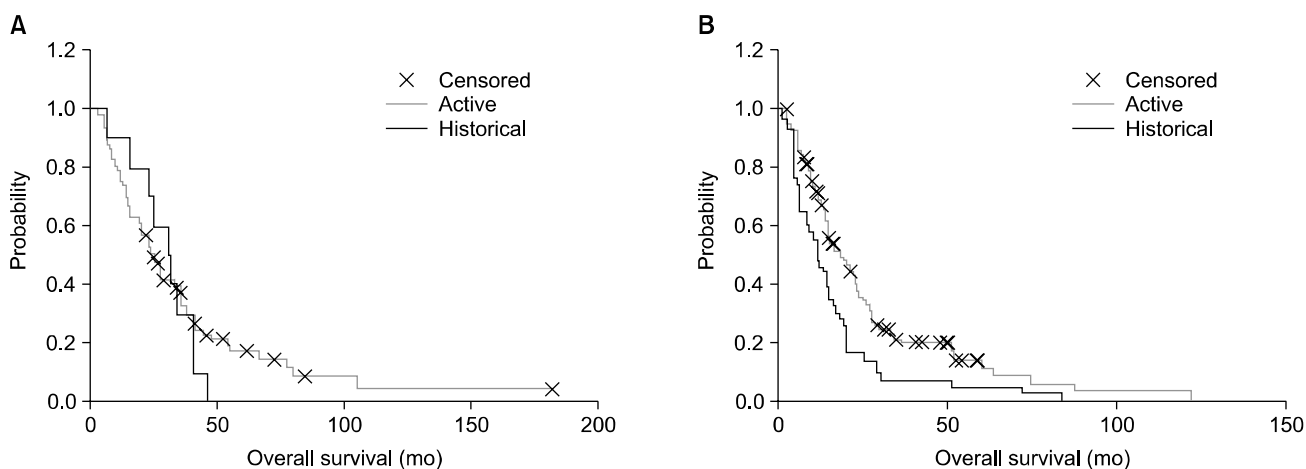 A
1.2
1.0
0.8
0.6
0.4
0.2
0.0
Probability
Censored
Active
Historical
0 50 100 150 200
Overall survival (mo)
B
1.2
1.0
0.8
0.6
0.4
0.2
0.0
Probability
Censored
Active
Historical
0 50 100 150
Overall survival (mo)